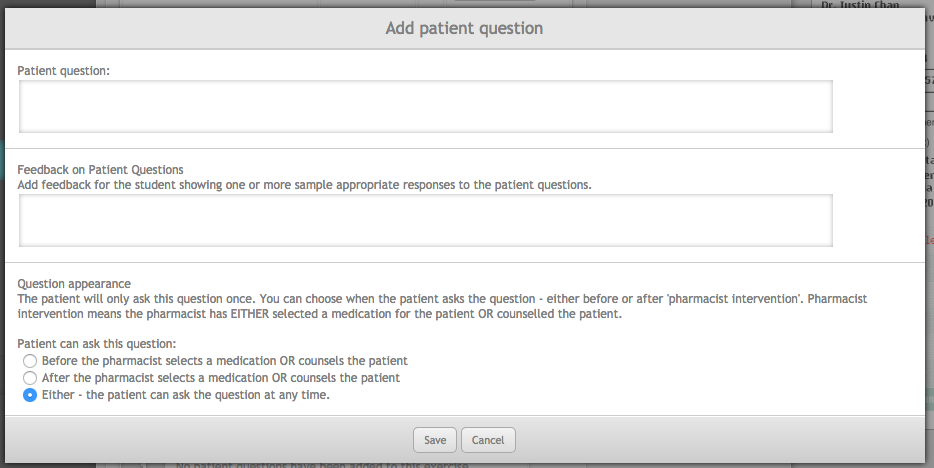 Dr. Justin Chan
Add patient question
Patient question:
Feedback on Patient Questions
Add feedback for the student showing one or more sample appropriate responses to the patient questions.
Question appearance
The patient will only ask this question once. You can choose when the patient asks the question - either before or after 'pharmacist intervention'. Pharmacist
intervention means the pharmacist has EITHER selected a medication for the patient OR counselled the patient.
Patient can ask this question:
Before the pharmacist selects a medication OR counsels the patient
After the pharmacist selects a medication OR counsels the patient
Either - the patient can ask the question at any time.
Save Cancel
No patient questions have been added to this exercise